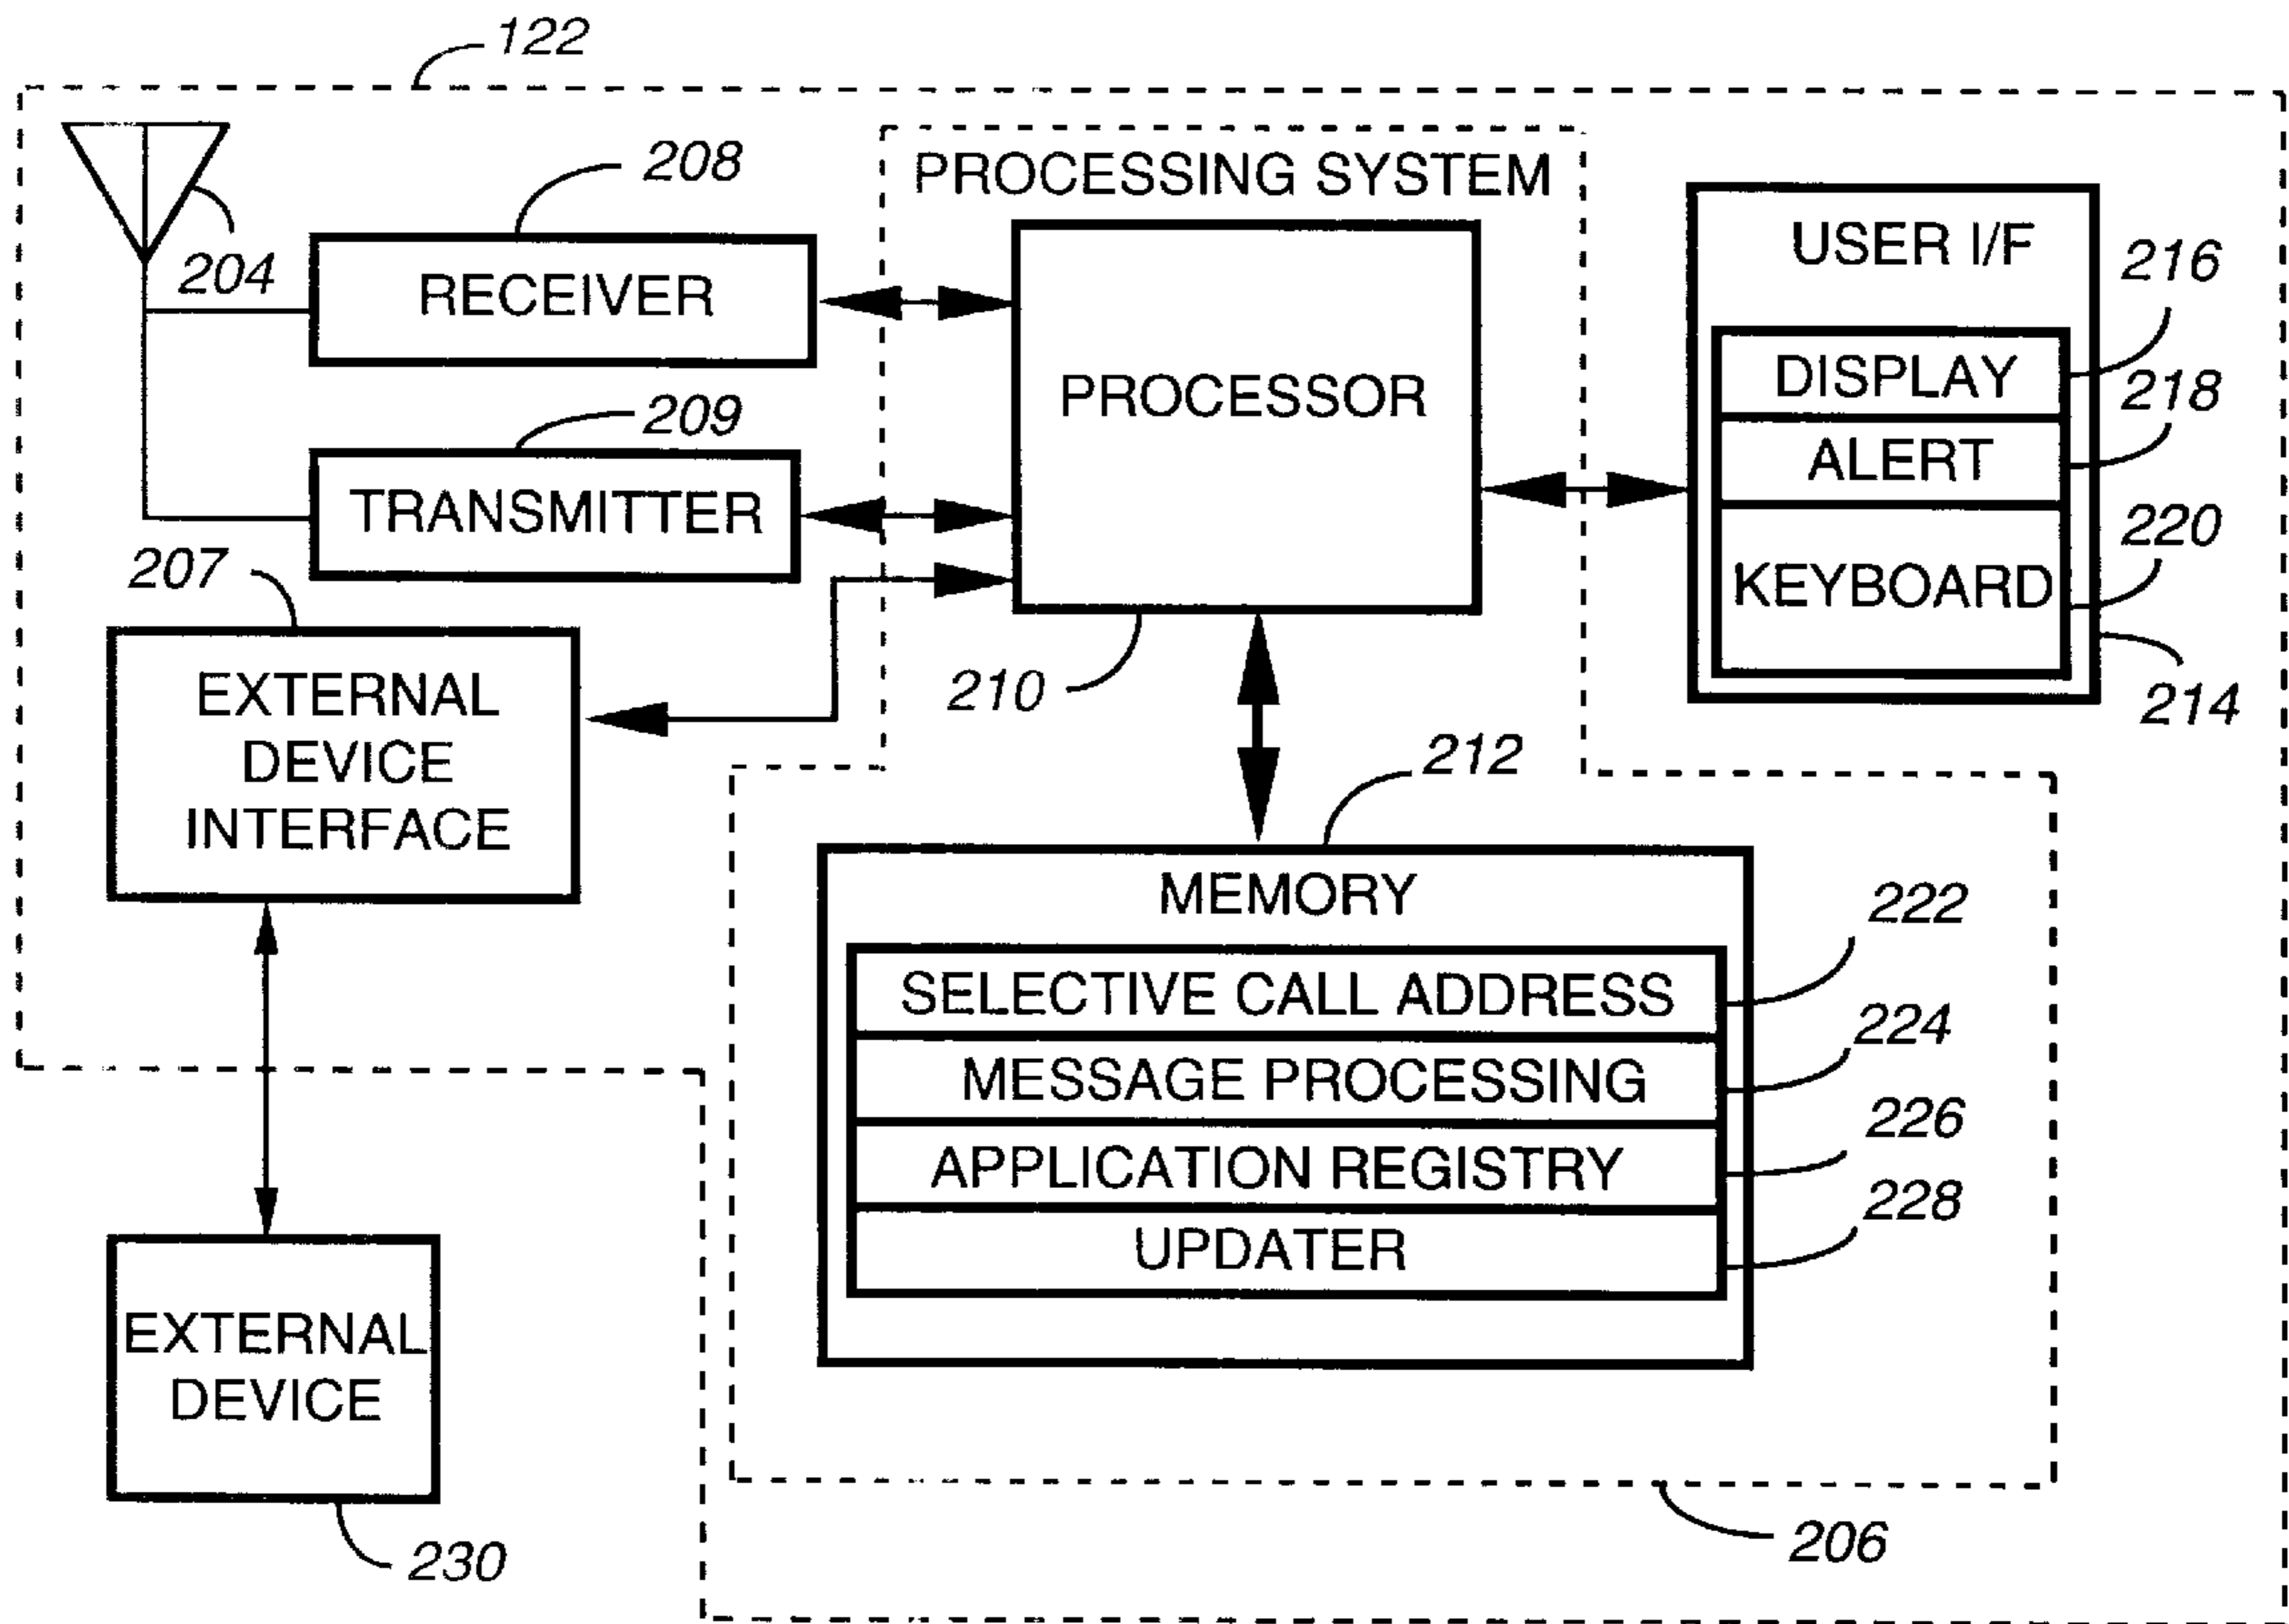 122
208
PROCESSING SYSTEM
204
RECEIVER
PROCESSOR
USER I/F
216
DISPLAY
218
ALERT
209
TRANSMITTER
220
KEYBOARD
207
210
214
EXTERNAL
DEVICE
INTERFACE
212
MEMORY
222
SELECTIVE CALL ADDRESS
224
MESSAGE PROCESSING
226
APPLICATION REGISTRY
228
UPDATER
EXTERNAL
DEVICE
206
230